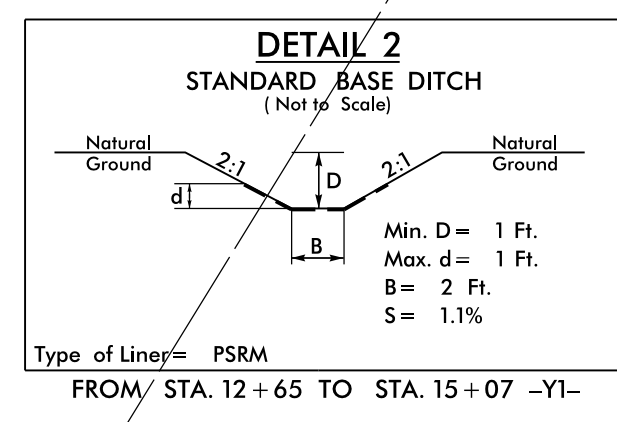 DETAIL 2
STANDARD BASE DITCH
( Not to Scale)
Natural
Ground
2:1
D
d
B
2:1
Natural
Ground
Min. D = 1 Ft.
Max. d = 1 Ft.
B = 2 Ft.
S = 1.1%
Type of Liner = PSRM
FROM STA. 12+65 TO STA. 15+07 -Y1-